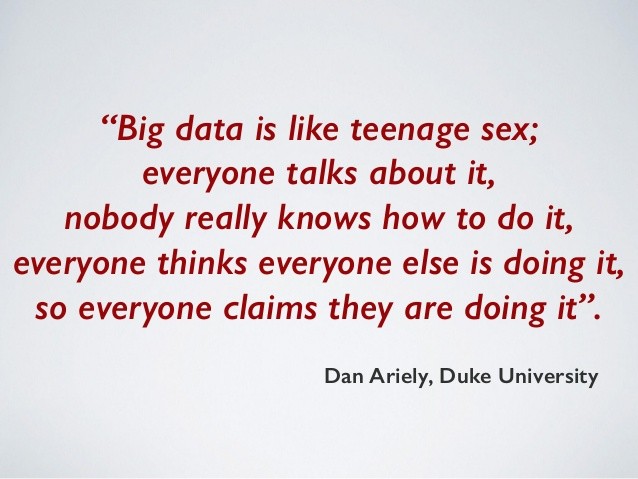 “Big data is like teenage sex;
everyone talks about it,
nobody really knows how to do it,
everyone thinks everyone else is doing it,
so everyone claims they are doing it”.
Dan Ariely, Duke University